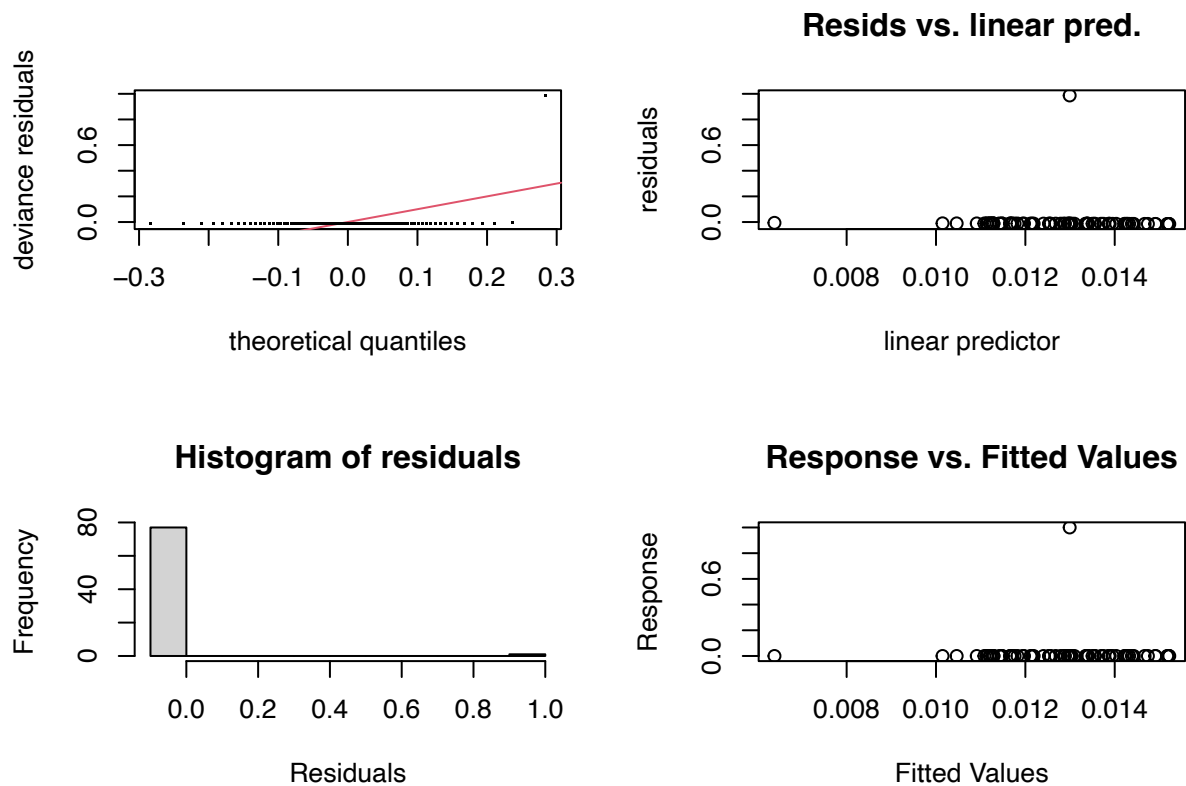 deviance residuals
0.0 0.6
−0.3 −0.1 0.0 0.1 0.2 0.3
theoretical quantiles
Resids vs. linear pred.
residuals
0.0 0.6
0.008 0.010 0.012 0.014
linear predictor
Histogram of residuals
Frequency
0 40 80
0.0 0.2 0.4 0.6 0.8 1.0
Residuals
Response vs. Fitted Values
Response
0.0 0.6
0.008 0.010 0.012 0.014
Fitted Values